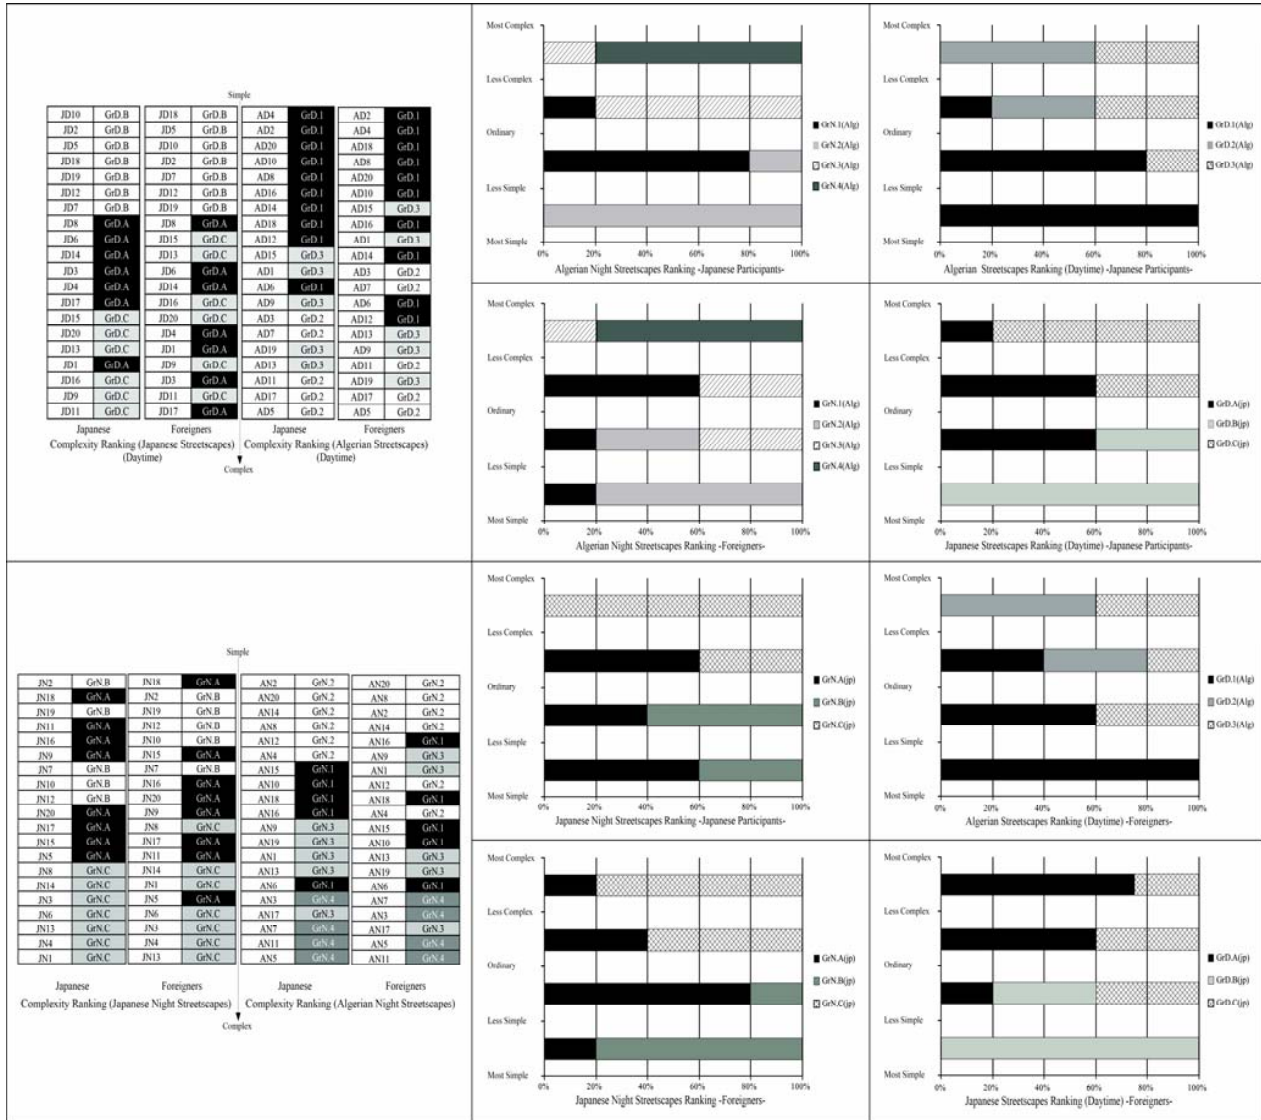 Simple
JD10 GrD.B JD18 GrD.B AD4 GrD.1 AD2 GrD.1
JD2 GrD.B JD5 GrD.B AD2 GrD.1 AD4 GrD.1
JD5 GrD.B JD10 GrD.B AD20 GrD.1 AD18 GrD.1
JD18 GrD.B JD2 GrD.B AD10 GrD.1 AD8 GrD.1
JD19 GrD.B JD7 GrD.B AD8 GrD.1 AD20 GrD.1
JD12 GrD.B JD12 GrD.B AD16 GrD.1 AD10 GrD.1
JD7 GrD.B JD19 GrD.B AD14 GrD.1 AD15 GrD.3
JD8 GrD.A JD8 GrD.A AD18 GrD.1 AD16 GrD.1
JD6 GrD.A JD15 GrD.C AD12 GrD.1 AD1 GrD.3
JD14 GrD.A JD13 GrD.C AD15 GrD.3 AD14 GrD.1
JD3 GrD.A JD6 GrD.A AD1 GrD.3 AD3 GrD.2
JD4 GrD.A JD14 GrD.A AD6 GrD.1 AD7 GrD.2
JD17 GrD.A JD16 GrD.C AD9 GrD.3 AD6 GrD.1
JD15 GrD.C JD20 GrD.C AD3 GrD.2 AD12 GrD.1
JD20 GrD.C JD4 GrD.A AD7 GrD.2 AD13 GrD.3
JD13 GrD.C JD1 GrD.A AD19 GrD.3 AD9 GrD.3
JD1 GrD.A JD9 GrD.C AD13 GrD.3 AD11 GrD.2
JD16 GrD.C JD3 GrD.A AD11 GrD.2 AD19 GrD.3
JD9 GrD.C JD11 GrD.C AD17 GrD.2 AD17 GrD.2
JD11 GrD.C JD17 GrD.A AD5 GrD.2 AD5 GrD.2
Japanese Foreigners Japanese Foreigners
Complexity Ranking (Japanese Streetscapes) Complexity Ranking (Algerian Streetscapes)
(Daytime) (Daytime)
Complex
Most Complex
Less Complex
Ordinary
Less Simple
Most Simple
0% 20% 40% 60% 80% 100%
GrN.1(Alg)
GrN.2(Alg)
GrN.3(Alg)
GrN.4(Alg)
Algerian Night Streetscapes Ranking -Japanese Participants-
Most Complex
Less Complex
Ordinary
Less Simple
Most Simple
0% 20% 40% 60% 80% 100%
GrD.1(Alg)
GrD.2(Alg)
GrD.3(Alg)
Algerian Streetscapes Ranking (Daytime) -Japanese Participants-
Most Complex
Less Complex
Ordinary
Less Simple
Most Simple
0% 20% 40% 60% 80% 100%
GrN.1(Alg)
GrN.2(Alg)
GrN.3(Alg)
GrN.4(Alg)
Algerian Night Streetscapes Ranking -Foreigners-
Most Complex
Less Complex
Ordinary
Less Simple
Most Simple
0% 20% 40% 60% 80% 100%
GrD.A(jp)
GrD.B(jp)
GrD.C(jp)
Japanese Streetscapes Ranking (Daytime) -Japanese Participants-
Simple
JN2 GrN.B JN18 GrN.A AN2 GrN.2 AN20 GrN.2
JN18 GrN.A JN2 GrN.B AN20 GrN.2 AN8 GrN.2
JN19 GrN.B JN19 GrN.B AN14 GrN.2 AN2 GrN.2
JN11 GrN.A JN12 GrN.B AN8 GrN.2 AN14 GrN.2
JN16 GrN.A JN10 GrN.B AN12 GrN.2 AN16 GrN.1
JN9 GrN.A JN15 GrN.A AN4 GrN.2 AN9 GrN.3
JN7 GrN.B JN7 GrN.B AN15 GrN.1 AN1 GrN.3
JN10 GrN.B JN16 GrN.A AN10 GrN.1 AN12 GrN.2
JN12 GrN.B JN20 GrN.A AN18 GrN.1 AN18 GrN.1
JN20 GrN.A JN9 GrN.A AN16 GrN.1 AN4 GrN.2
JN17 GrN.A JN8 GrN.C AN9 GrN.3 AN15 GrN.1
JN15 GrN.A JN17 GrN.A AN19 GrN.3 AN10 GrN.1
JN5 GrN.A JN11 GrN.A AN1 GrN.3 AN13 GrN.3
JN8 GrN.C JN14 GrN.C AN13 GrN.3 AN19 GrN.3
JN14 GrN.C JN1 GrN.C AN6 GrN.1 AN6 GrN.1
JN3 GrN.C JN5 GrN.A AN3 GrN.4 AN7 GrN.4
JN6 GrN.C JN6 GrN.C AN17 GrN.3 AN3 GrN.4
JN13 GrN.C JN3 GrN.C AN7 GrN.4 AN17 GrN.3
JN4 GrN.C JN4 GrN.C AN11 GrN.4 AN5 GrN.4
JN1 GrN.C JN13 GrN.C AN5 GrN.4 AN11 GrN.4
Japanese Foreigners Japanese Foreigners
Complexity Ranking (Japanese Night Streetscapes) Complexity Ranking (Algerian Night Streetscapes)
Complex
Most Complex
Less Complex
Ordinary
Less Simple
Most Simple
0% 20% 40% 60% 80% 100%
GrN.A(jp)
GrN.B(jp)
GrN.C(jp)
Japanese Night Streetscapes Ranking -Japanese Participants-
Most Complex
Less Complex
Ordinary
Less Simple
Most Simple
0% 20% 40% 60% 80% 100%
GrD.1(Alg)
GrD.2(Alg)
GrD.3(Alg)
Algerian Streetscapes Ranking (Daytime) -Foreigners-
Most Complex
Less Complex
Ordinary
Less Simple
Most Simple
0% 20% 40% 60% 80% 100%
GrN.A(jp)
GrN.B(jp)
GrN.C(jp)
Japanese Night Streetscapes Ranking -Foreigners-
Most Complex
Less Complex
Ordinary
Less Simple
Most Simple
0% 20% 40% 60% 80% 100%
GrD.A(jp)
GrD.B(jp)
GrD.C(jp)
Japanese Streetscapes Ranking (Daytime) -Foreigners-